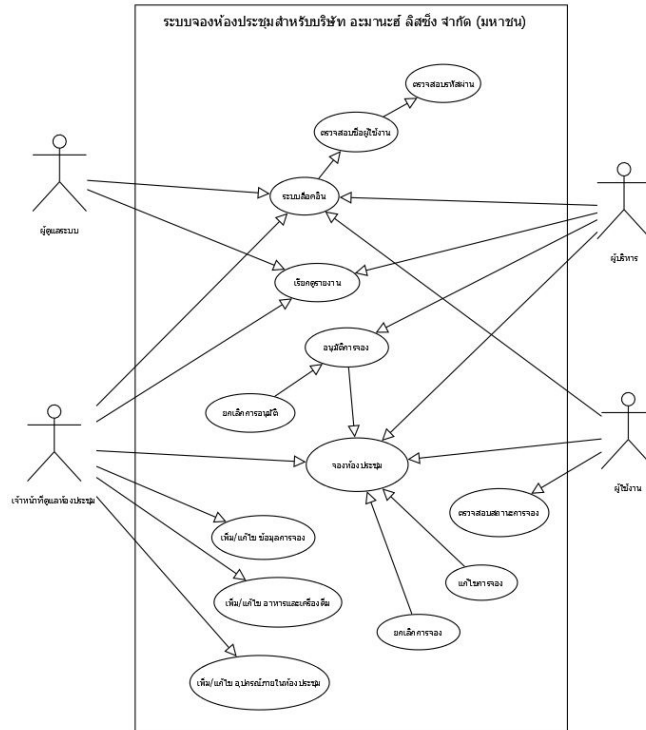 ระบบจองห้องประชุมสำหรับบริษัท อะมานะฮ์ ลิสซิ่ง จำกัด (มหาชน)
ตรวจสอบรหัสผ่าน
ตรวจสอบชื่อผู้ใช้งาน
ระบบล็อคอิน
ผู้ดูแลระบบ
ผู้บริหาร
เรียกดูรายงาน
อนุมัติการจอง
ยกเลิกการอนุมัติ
จองห้องประชุม
เจ้าหน้าที่ดูแลห้องประชุม
ผู้ใช้งาน
ตรวจสอบสถานะการจอง
เพิ่ม/แก้ไข ข้อมูลการจอง
แก้ไขการจอง
เพิ่ม/แก้ไข อาหารและเครื่องดื่ม
ยกเลิกการจอง
เพิ่ม/แก้ไข อุปกรณ์ภายในห้องประชุม